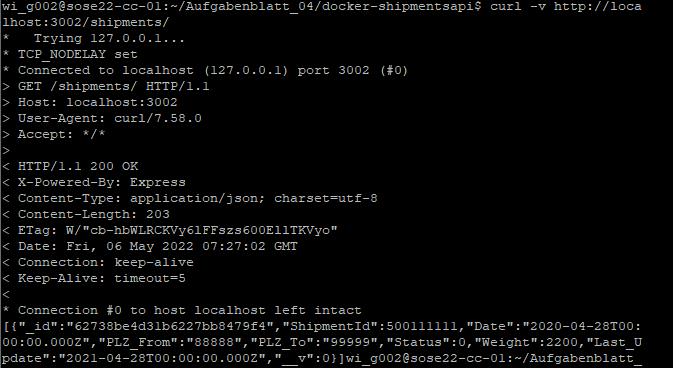 wi_g002@sose22-cc-01:~/Aufgabenblatt_04/docker-shipmentsapi$ curl -v http://loca
lhost:3002/shipments/
*   Trying 127.0.0.1...
* TCP_NODELAY set
* Connected to localhost (127.0.0.1) port 3002 (#0)
> GET /shipments/ HTTP/1.1
> Host: localhost:3002
> User-Agent: curl/7.58.0
> Accept: */*
>
< HTTP/1.1 200 OK
< X-Powered-By: Express
< Content-Type: application/json; charset=utf-8
< Content-Length: 203
< ETag: W/"cb-hbWLRCKVy6lFFszs600EllTKVyo"
< Date: Fri, 06 May 2022 07:27:02 GMT
< Connection: keep-alive
< Keep-Alive: timeout=5
<
* Connection #0 to host localhost left intact
[{"_id":"62738be4d31b6227bb8479f4","ShipmentId":500111111,"Date":"2020-04-28T00:
00:00.000Z","PLZ_From":"88888","PLZ_To":"99999","Status":0,"Weight":2200,"Last_U
pdate":"2021-04-28T00:00:00.000Z","__v":0}]wi_g002@sose22-cc-01:~/Aufgabenblatt_